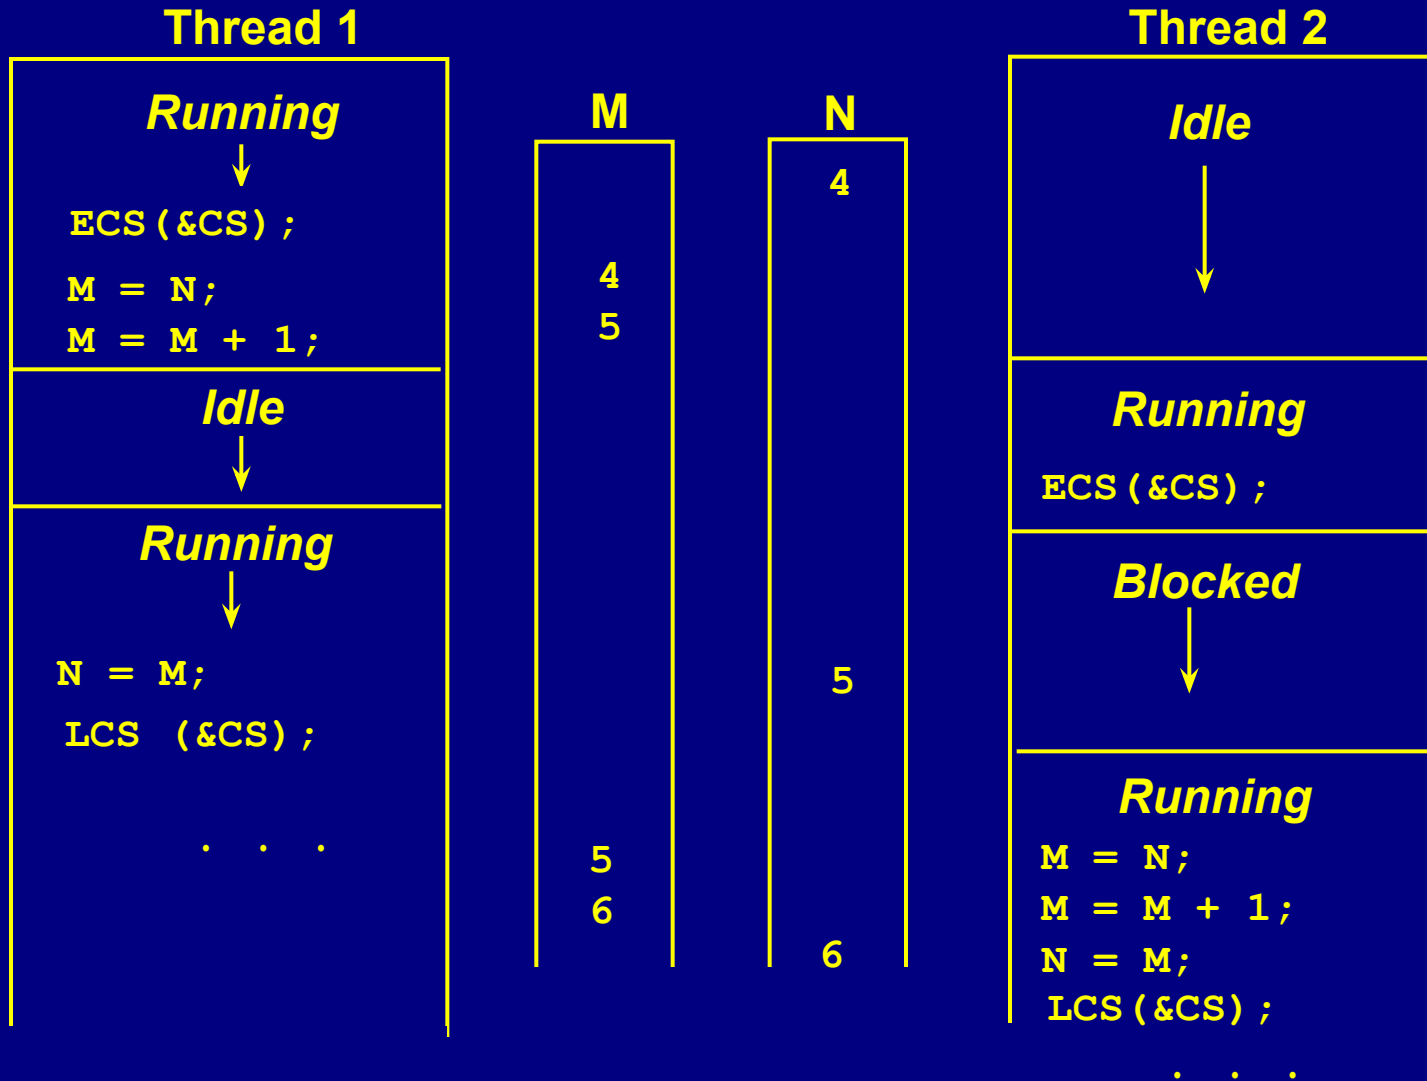 Thread 1
Running
ECS(&CS);
M = N;
M = M + 1;
Idle
Running
N = M;
LCS (&CS);
. . .
M
4
5
5
6
N
4
5
6
Thread 2
Idle
Running
ECS(&CS);
Blocked
Running
M = N;
M = M + 1;
N = M;
LCS(&CS);
. . .